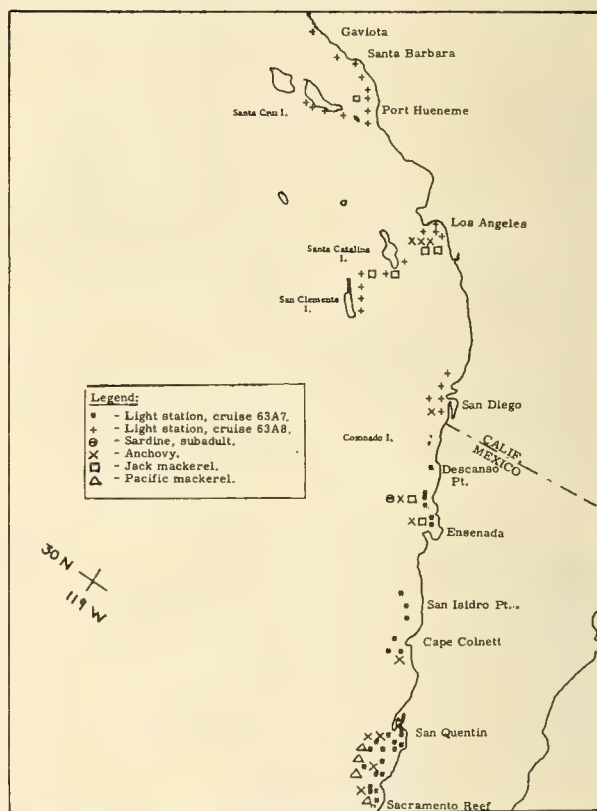 Gaviota
Santa Barbara
Port Hueneme
Santa Cruz I.
Los Angeles
Santa Catalina
I.
San Clemente
I.
Legend:
- Light station, cruise 63A7.
- Light station, cruise 63A8.
- Sardine, subadult.
- Anchovy.
- Jack mackerel.
- Pacific mackerel.
San Diego
Coronado I.
CALIF.
MEXICO
Descanso
Pt.
Ensenada
30 N
119 W
San Isidro Pt.
Cape Colnett
San Quentin
Sacramento Reef